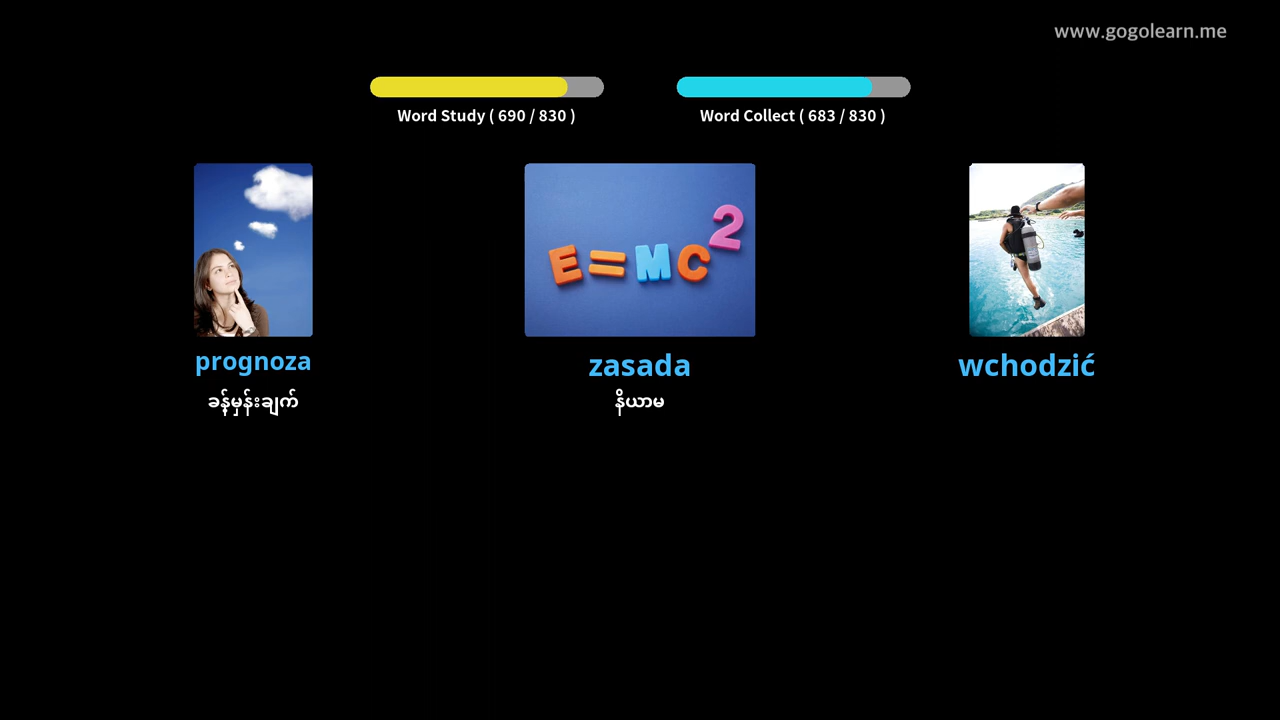 www.gogolearn.me
Word Study ( 690 / 830 )
Word Collect ( 683 / 830 )
E=MC2
prognoza
zasada
wchodzić
ခန့်မှန်းချက်
နိယာမ